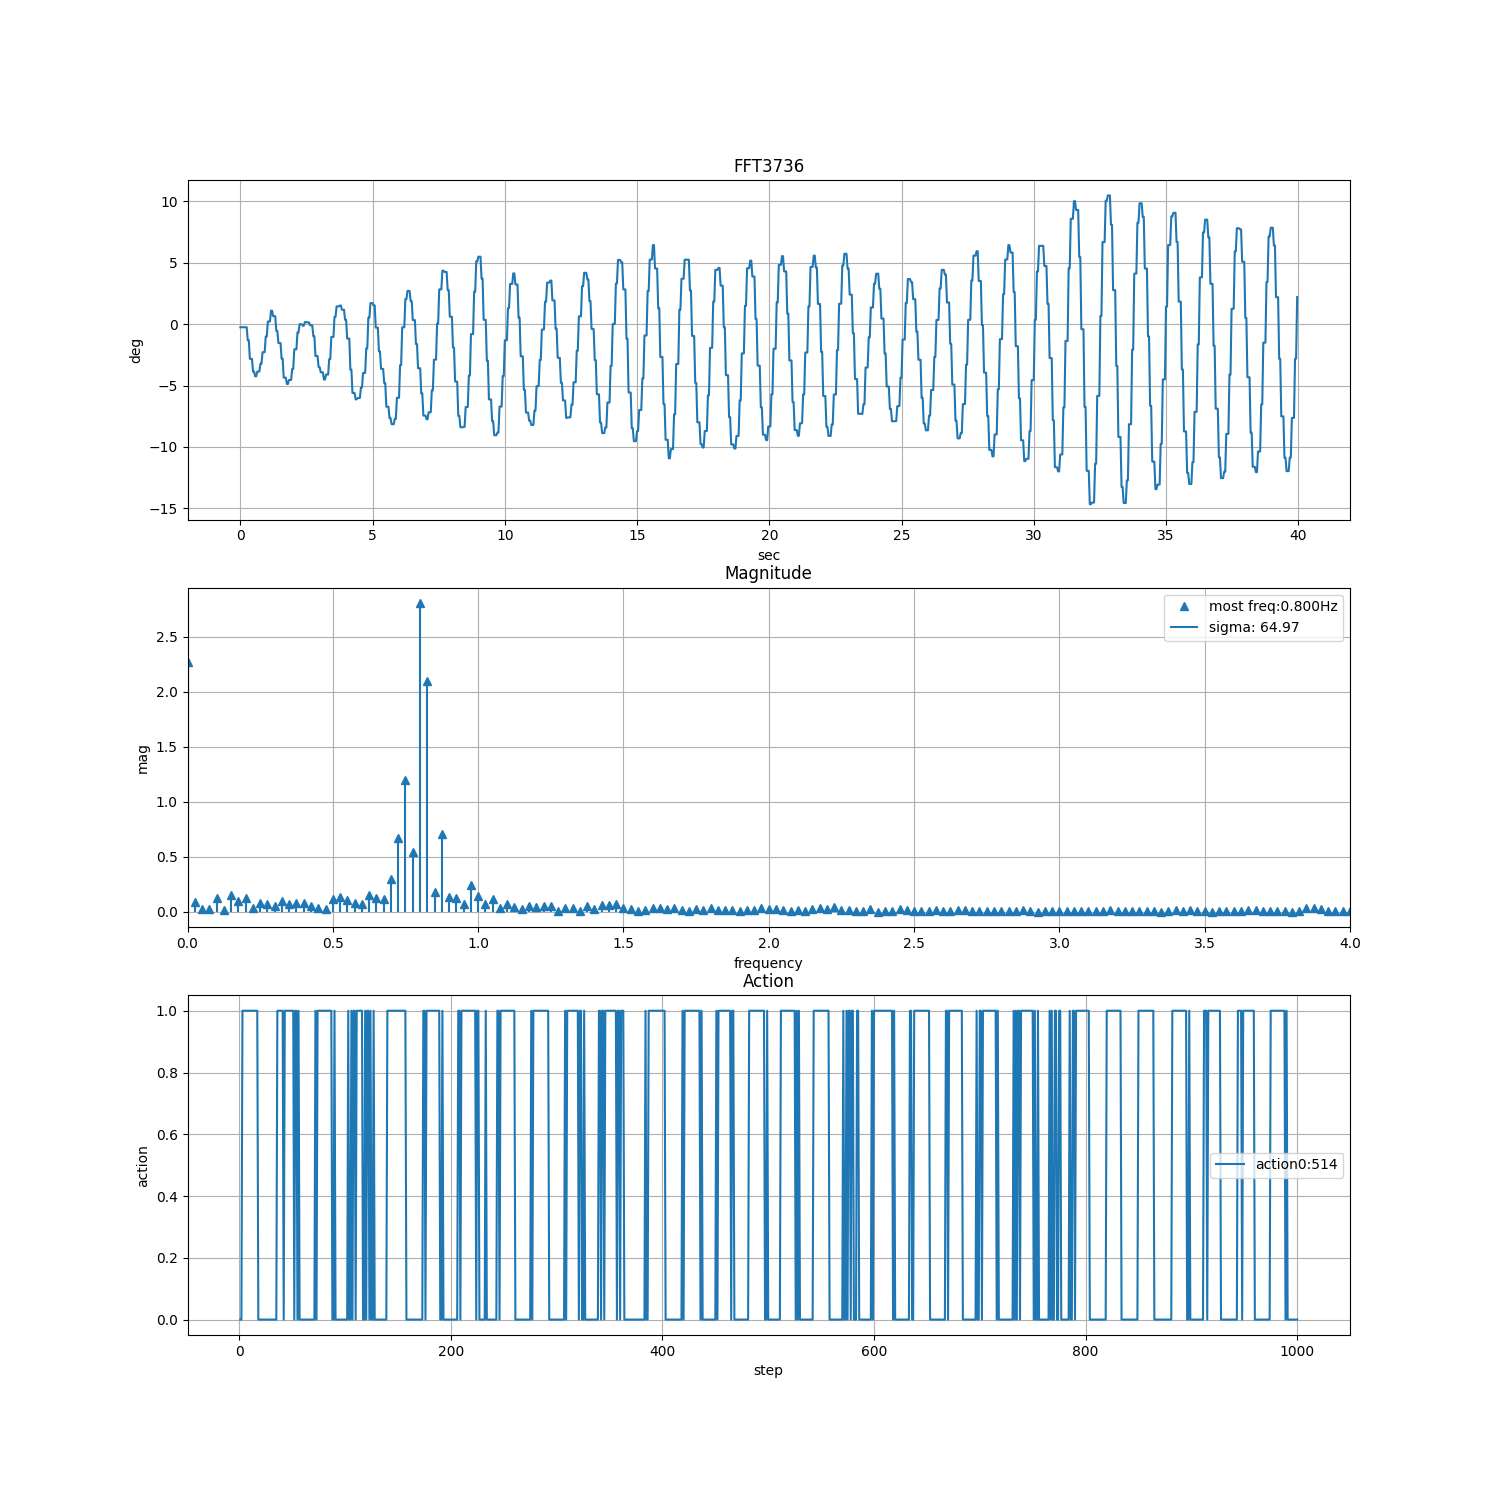 FFT3736
10
5
0
−5
−10
−15
deg
0 5 10 15 20 25 30 35 40
sec
Magnitude
most freq:0.800Hz
sigma: 64.97
2.5
2.0
1.5
1.0
0.5
0.0
mag
0.0 0.5 1.0 1.5 2.0 2.5 3.0 3.5 4.0
frequency
Action
1.0
0.8
0.6
0.4
0.2
0.0
action
action0:514
0 200 400 600 800 1000
step